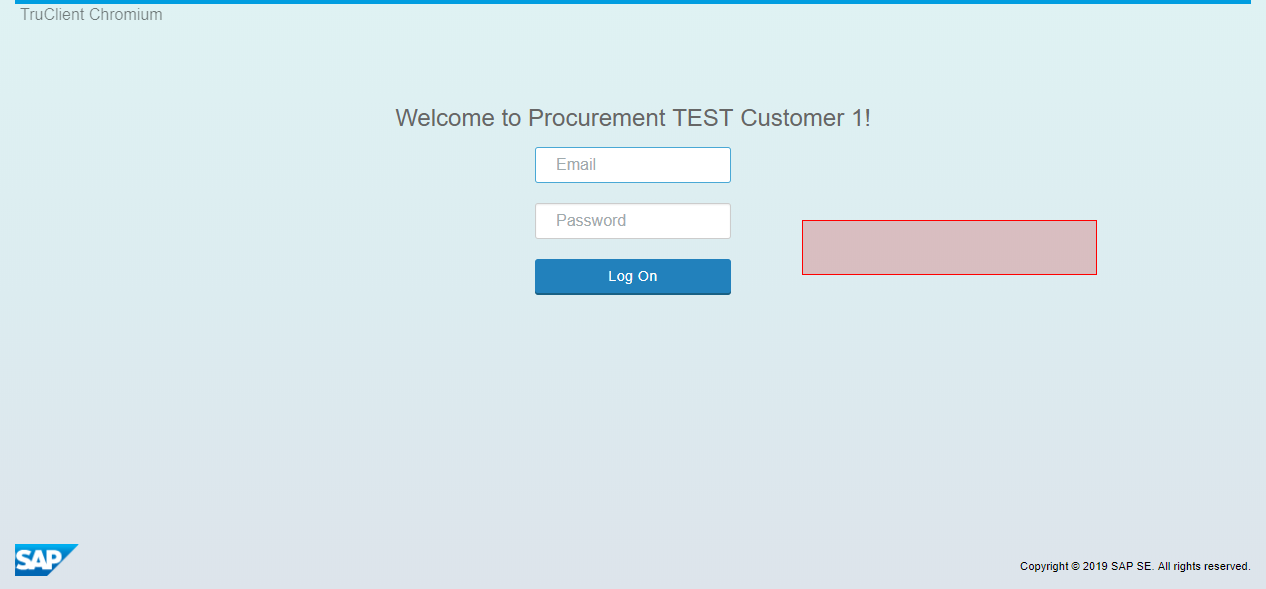 TruClient Chromium
Welcome to Procurement TEST Customer 1!
Email
Password
Log On
SAP
Copyright © 2019 SAP SE. All rights reserved.